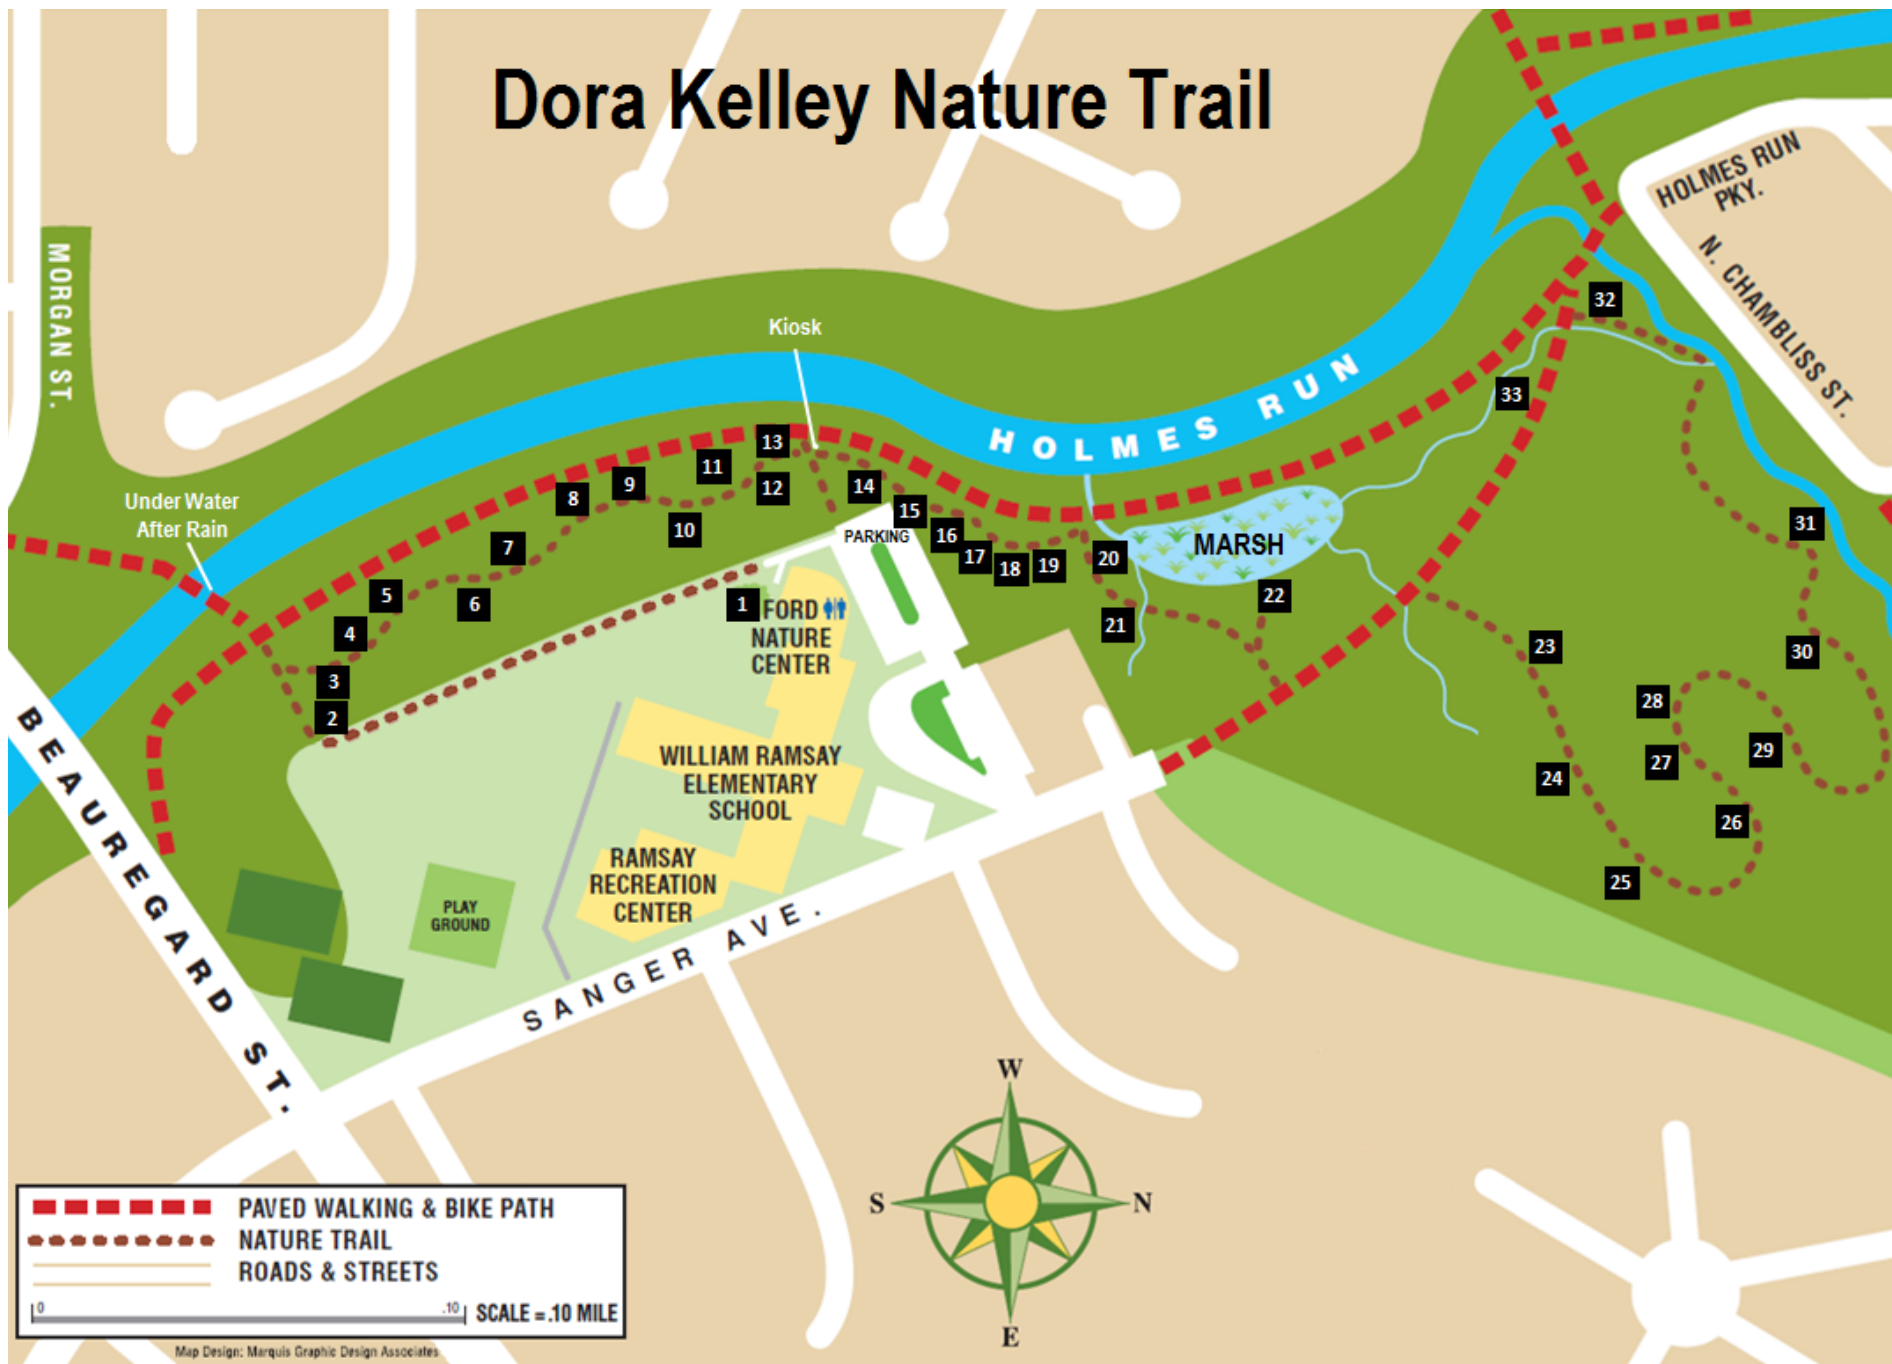 Dora Kelley Nature Trail
HOLMES RUN
PKY.
N. CHAMBLISS ST.
MORGAN ST.
Kiosk
Under Water
After Rain
HOLMES RUN
32
33
13
11
12
14
9
8
10
15
7
16
17
18
19
20
PARKING
MARSH
31
5
6
1
22
4
21
3
2
23
30
28
29
27
24
26
25
FORD
NATURE
CENTER
WILLIAM RAMSAY
ELEMENTARY
SCHOOL
RAMSAY
RECREATION
CENTER
PLAY
GROUND
BEAUREGARD ST.
SANGER AVE.
W
S
N
E
PAVED WALKING & BIKE PATH
NATURE TRAIL
ROADS & STREETS
0
.10
SCALE = .10 MILE
Map Design: Marquis Graphic Design Associates